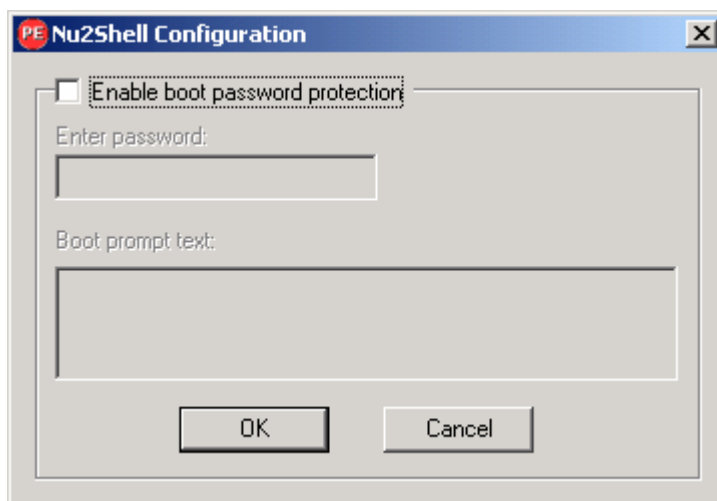 PE Nu2Shell Configuration
Enable boot password protection
Enter password:
Boot prompt text:
OK Cancel